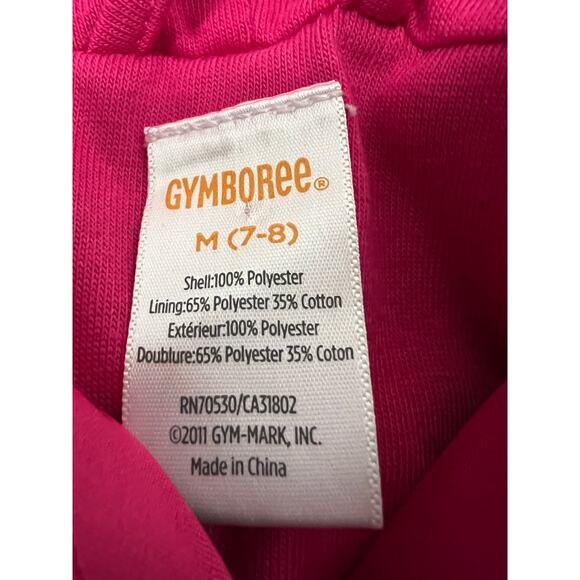 GYMBOREE®
M (7-8)
Shell:100% Polyester
Lining:65% Polyester 35% Cotton
Extérieur:100% Polyester
Doublure:65% Polyester 35% Coton
RN70530/CA31802
©2011 GYM-MARK, INC.
Made in China